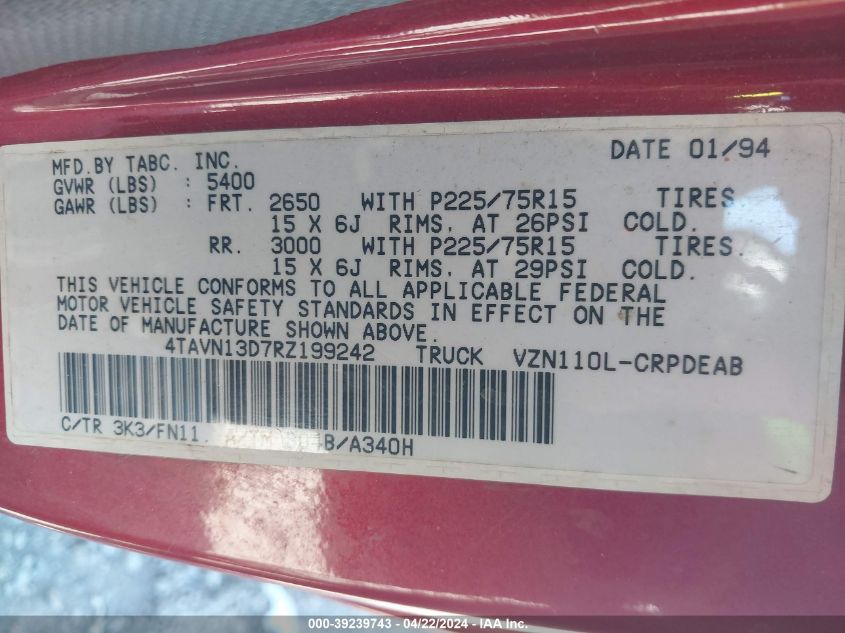 MFD.BY TABC. INC. DATE 01/94
GVWR (LBS) : 5400
GAWR (LBS) : FRT. 2650 WITH P225/75R15 TIRES.
15 X 6J RIMS. AT 26PSI COLD.
RR. 3000 WITH P225/75R15 TIRES.
15 X 6J RIMS. AT 29PSI COLD.
THIS VEHICLE CONFORMS TO ALL APPLICABLE FEDERAL
MOTOR VEHICLE SAFETY STANDARDS IN EFFECT ON THE
DATE OF MANUFACTURE SHOWN ABOVE.
4TAVN13D7RZ199242 TRUCK VZN110L-CRPDEAB
C/TR 3K3/FN11. /A340H
000-39239743 / 04/22/2024 - IAA Inc.